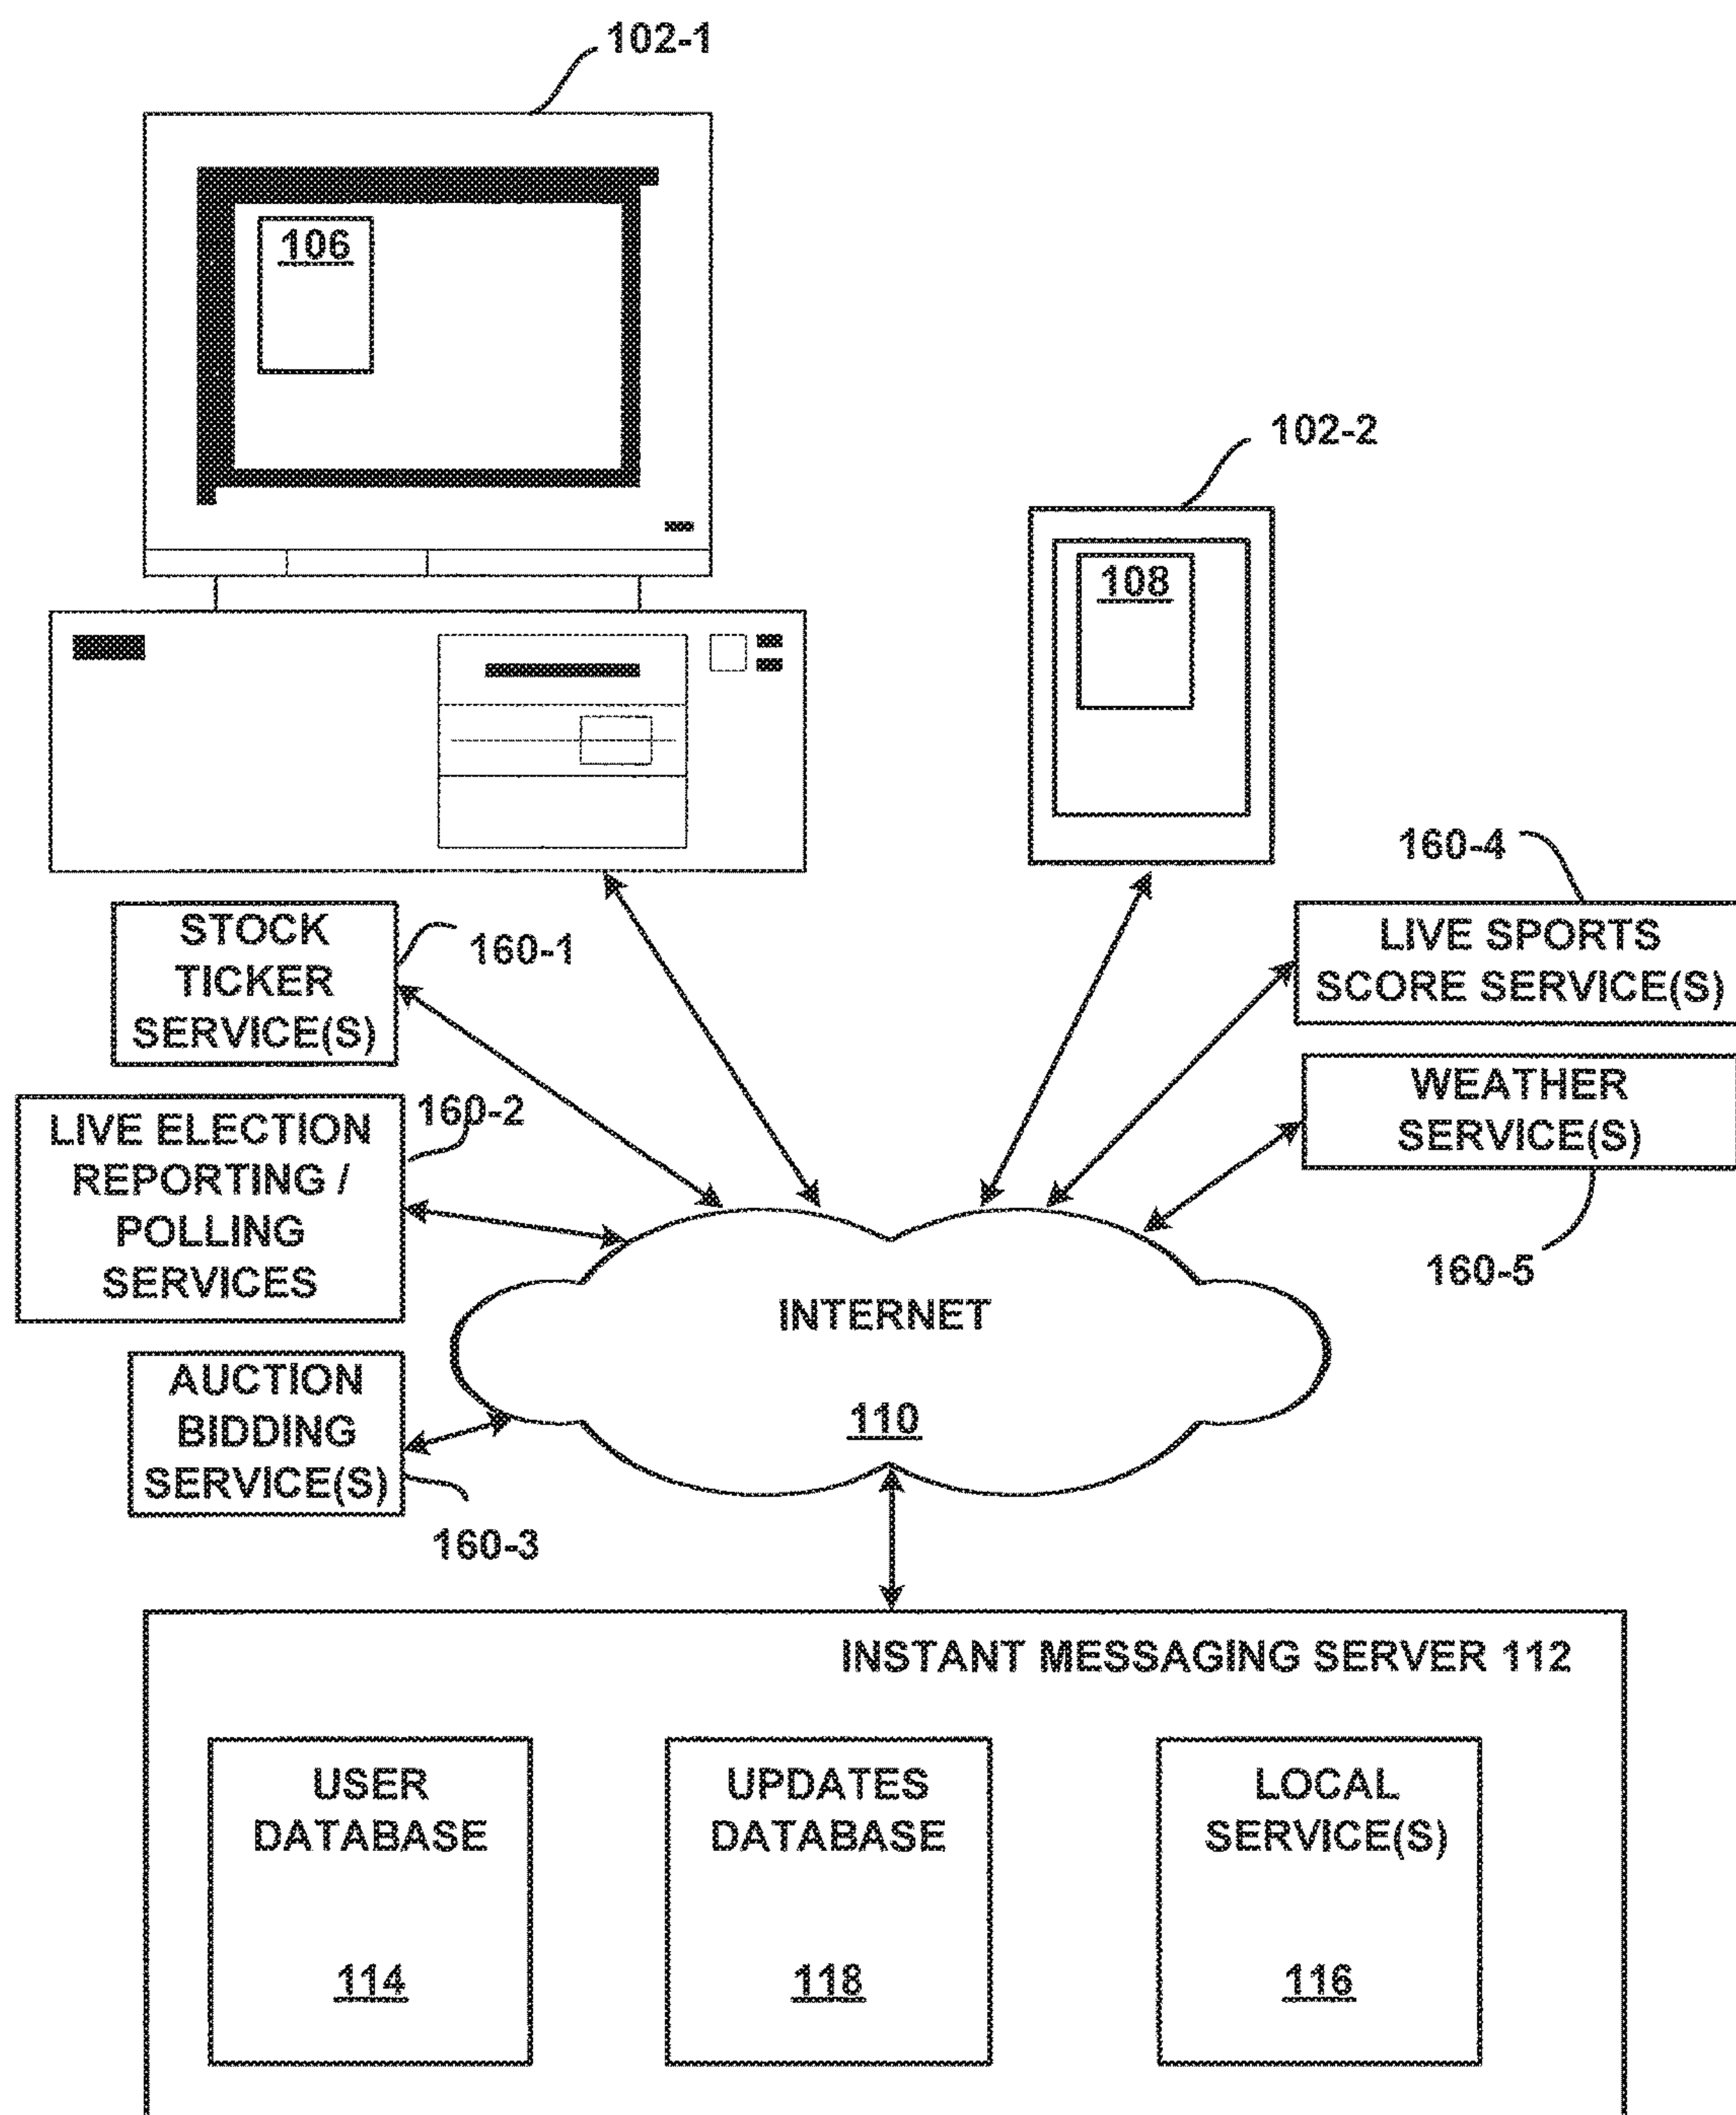 102-1
106
102-2
108
160-4
STOCK
TICKER
SERVICE(S)
160-1
LIVE SPORTS
SCORE SERVICE(S)
LIVE ELECTION
REPORTING /
POLLING
SERVICES
160-2
WEATHER
SERVICE(S)
160-5
INTERNET
110
AUCTION
BIDDING
SERVICE(S)
160-3
INSTANT MESSAGING SERVER 112
USER
DATABASE
114
UPDATES
DATABASE
118
LOCAL
SERVICE(S)
116